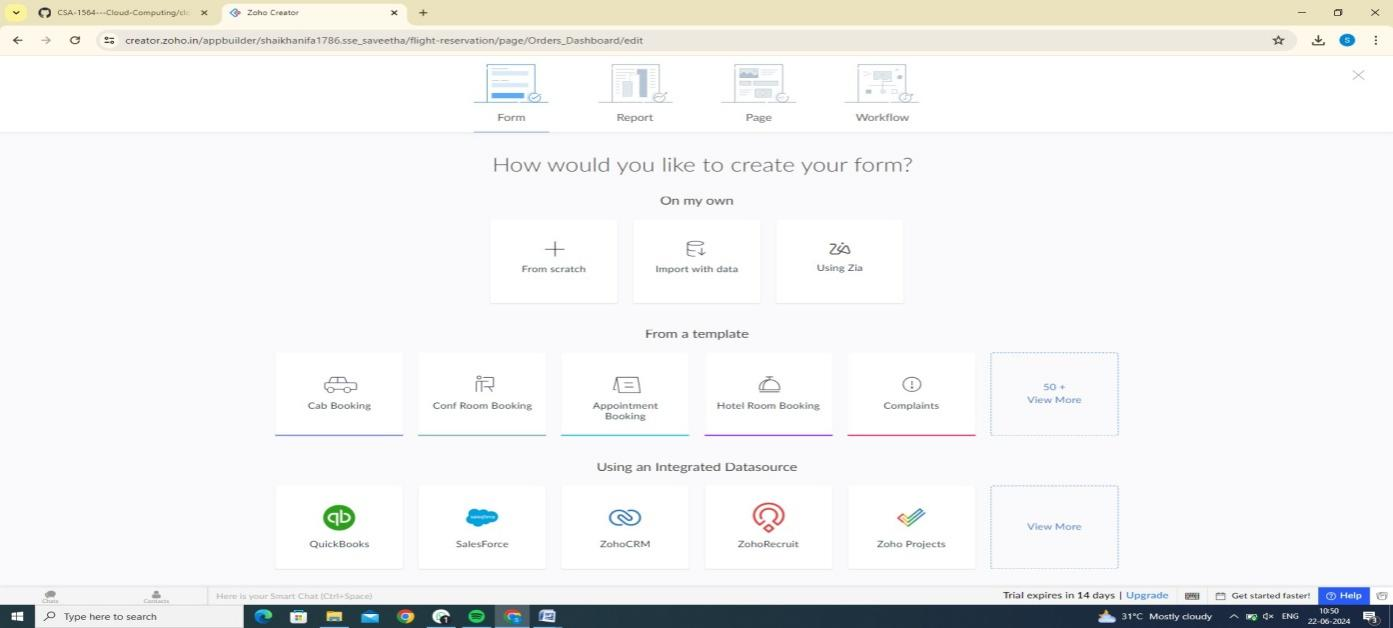 CSA-1564---Cloud-Computing/clo
Zoho Creator
creator.zoho.in/appbuilder/shaikhanifa1786.sse_saveetha/flight-reservation/page/Orders_Dashboard/edit
S
Form
Report
Page
Workflow
How would you like to create your form?
On my own
From scratch
Import with data
Using Zia
From a template
Cab Booking
Conf Room Booking
Appointment
Booking
Hotel Room Booking
Complaints
50 +
View More
Using an Integrated Datasource
qb
QuickBooks
salesforce
SalesForce
ZohoCRM
ZohoRecruit
Zoho Projects
View More
Chats
Contacts
Here is your Smart Chat (Ctrl+Space)
Trial expires in 14 days | Upgrade
Get started faster!
Help
Type here to search
31°C Mostly cloudy
ENG
10:50
22-06-2024
3